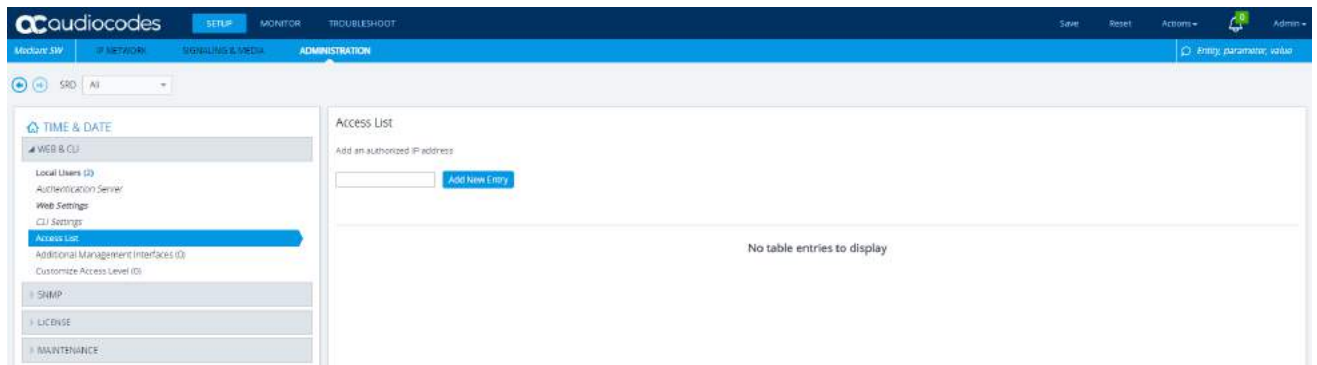 audiocodes SETUP MONITOR TROUBLESHOOT Save Reset Actions 0 Admin
Mediant SW IP NETWORK SIGNALING & MEDIA ADMINISTRATION Entity, parameter, value
SRD All
TIME & DATE
WEB & CLI
Local Users (2)
Authentication Server
Web Settings
CLI Settings
Access List
Additional Management Interfaces (0)
Customize Access Level (0)
SNMP
LICENSE
MAINTENANCE
Access List
Add an authorized IP address
Add New Entry
No table entries to display